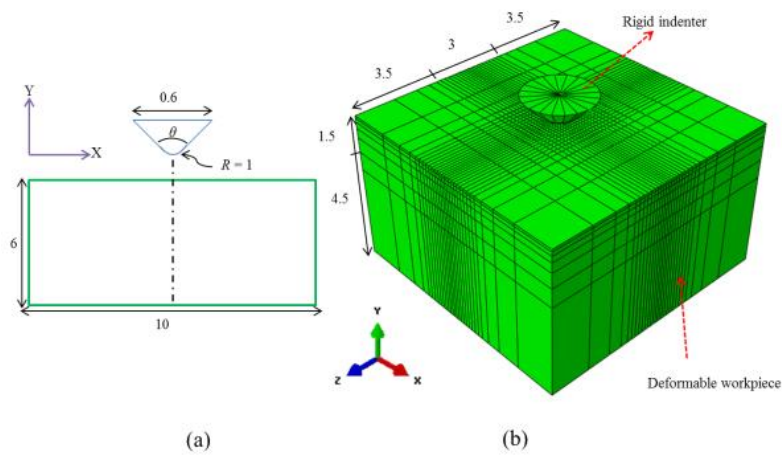 Y
X
0.6
θ
R = 1
6
10
(a)
3.5
3
3.5
1.5
4.5
Rigid indenter
Y
Z
X
Deformable workpiece
(b)